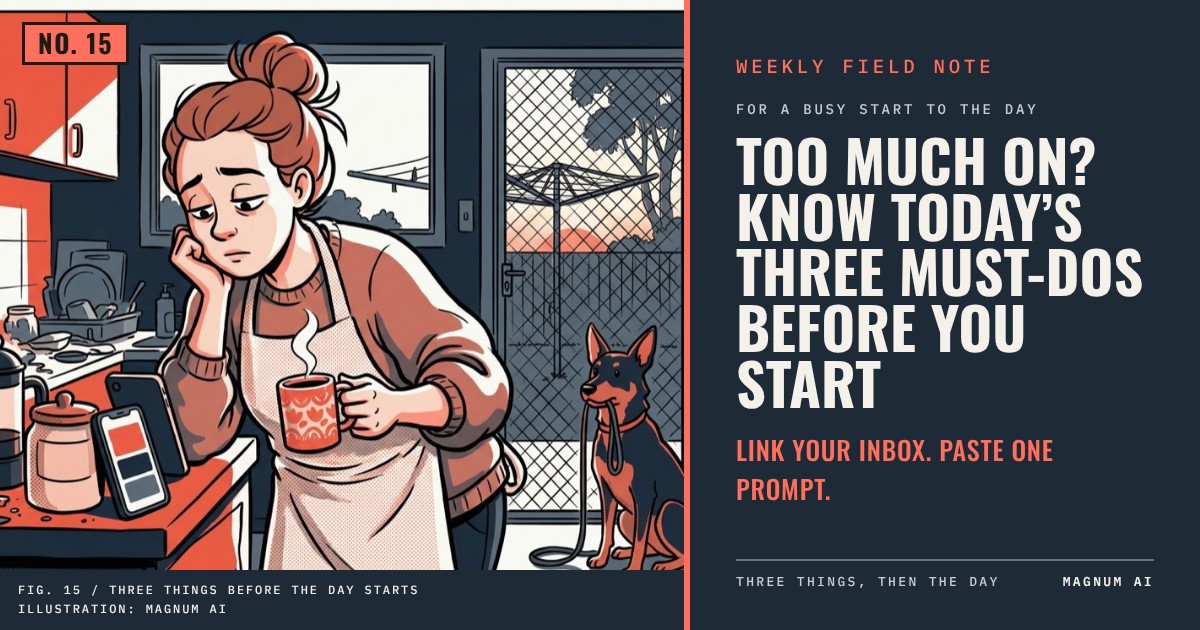 NO. 15
FIG. 15 / THREE THINGS BEFORE THE DAY STARTS
ILLUSTRATION: MAGNUM AI
WEEKLY FIELD NOTE
FOR A BUSY START TO THE DAY
TOO MUCH ON?
KNOW TODAY’S
THREE MUST-DOS
BEFORE YOU
START
LINK YOUR INBOX. PASTE ONE
PROMPT.
THREE THINGS, THEN THE DAY
MAGNUM AI